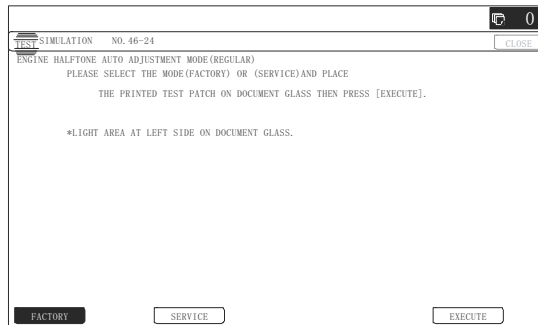 0
TEST SIMULATION NO. 46-24 CLOSE
ENGINE HALFTONE AUTO ADJUSTMENT MODE(REGULAR)
PLEASE SELECT THE MODE(FACTORY) OR (SERVICE)AND PLACE
THE PRINTED TEST PATCH ON DOCUMENT GLASS THEN PRESS [EXECUTE].
*LIGHT AREA AT LEFT SIDE ON DOCUMENT GLASS.
FACTORY SERVICE EXECUTE